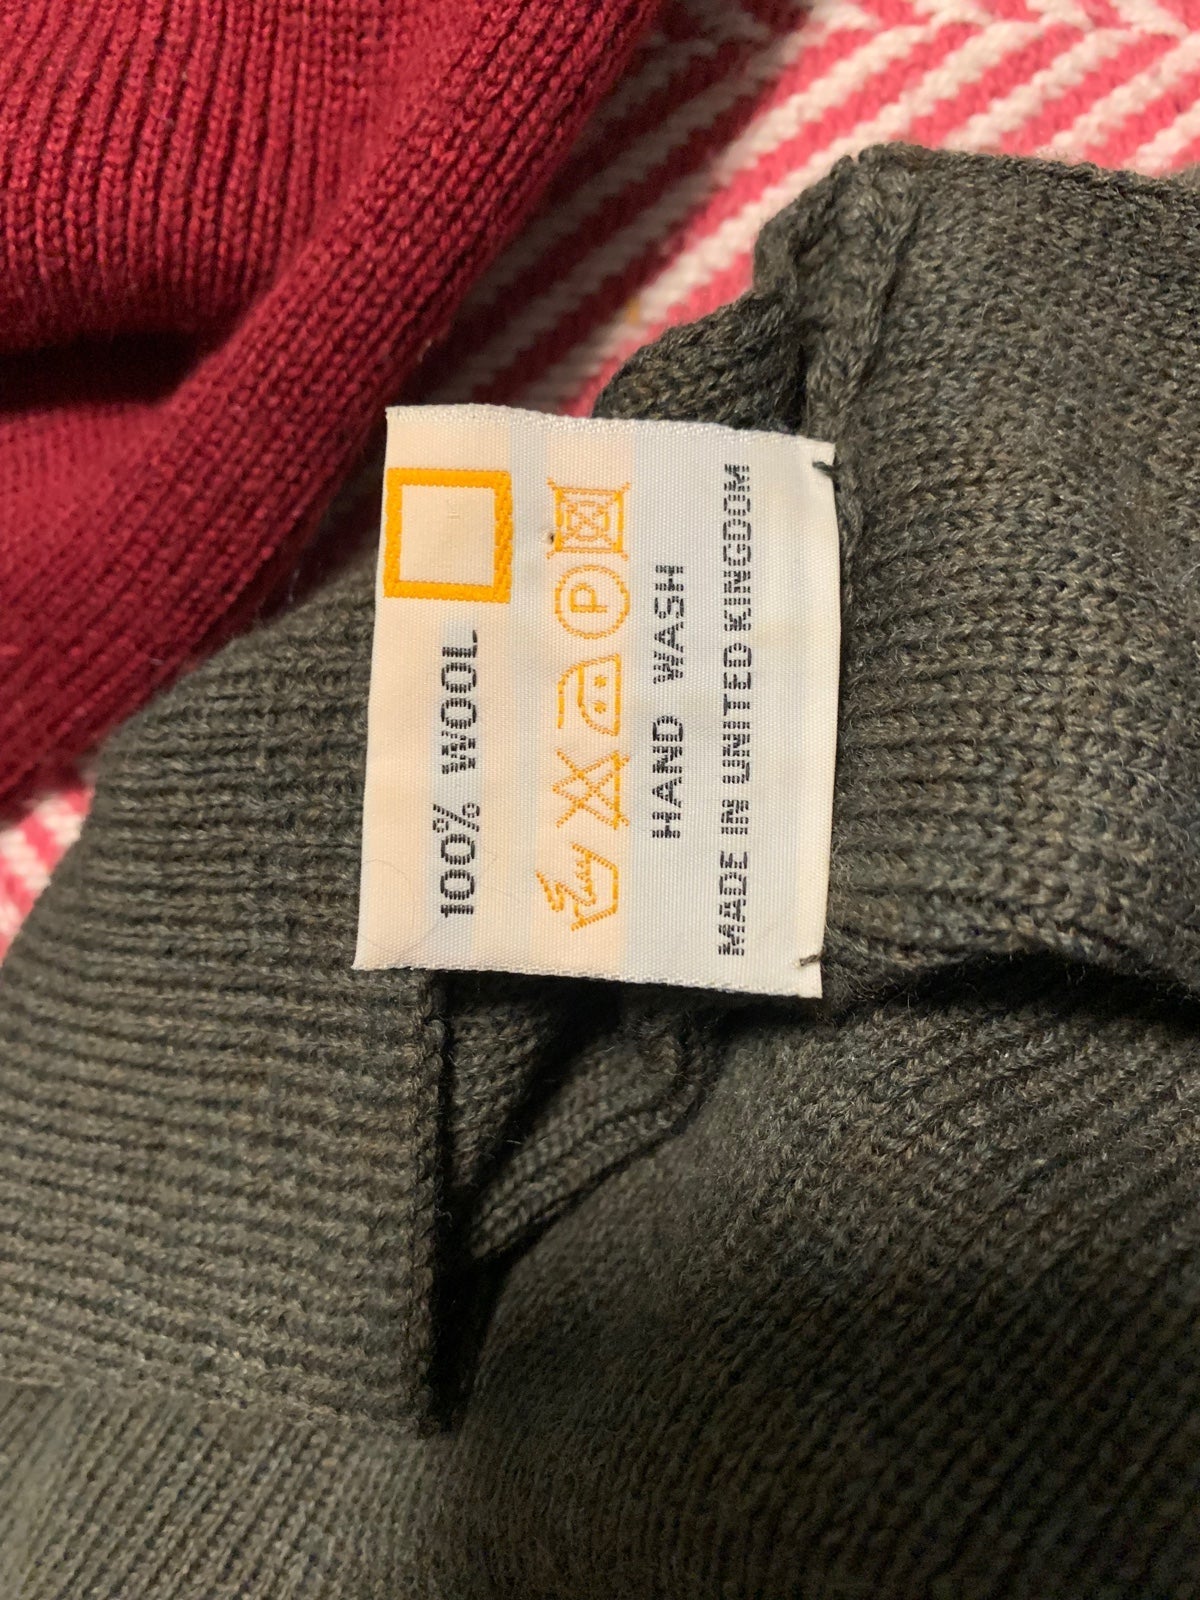 100% WOOL
P
HAND WASH
MADE IN UNITED KINGDOM